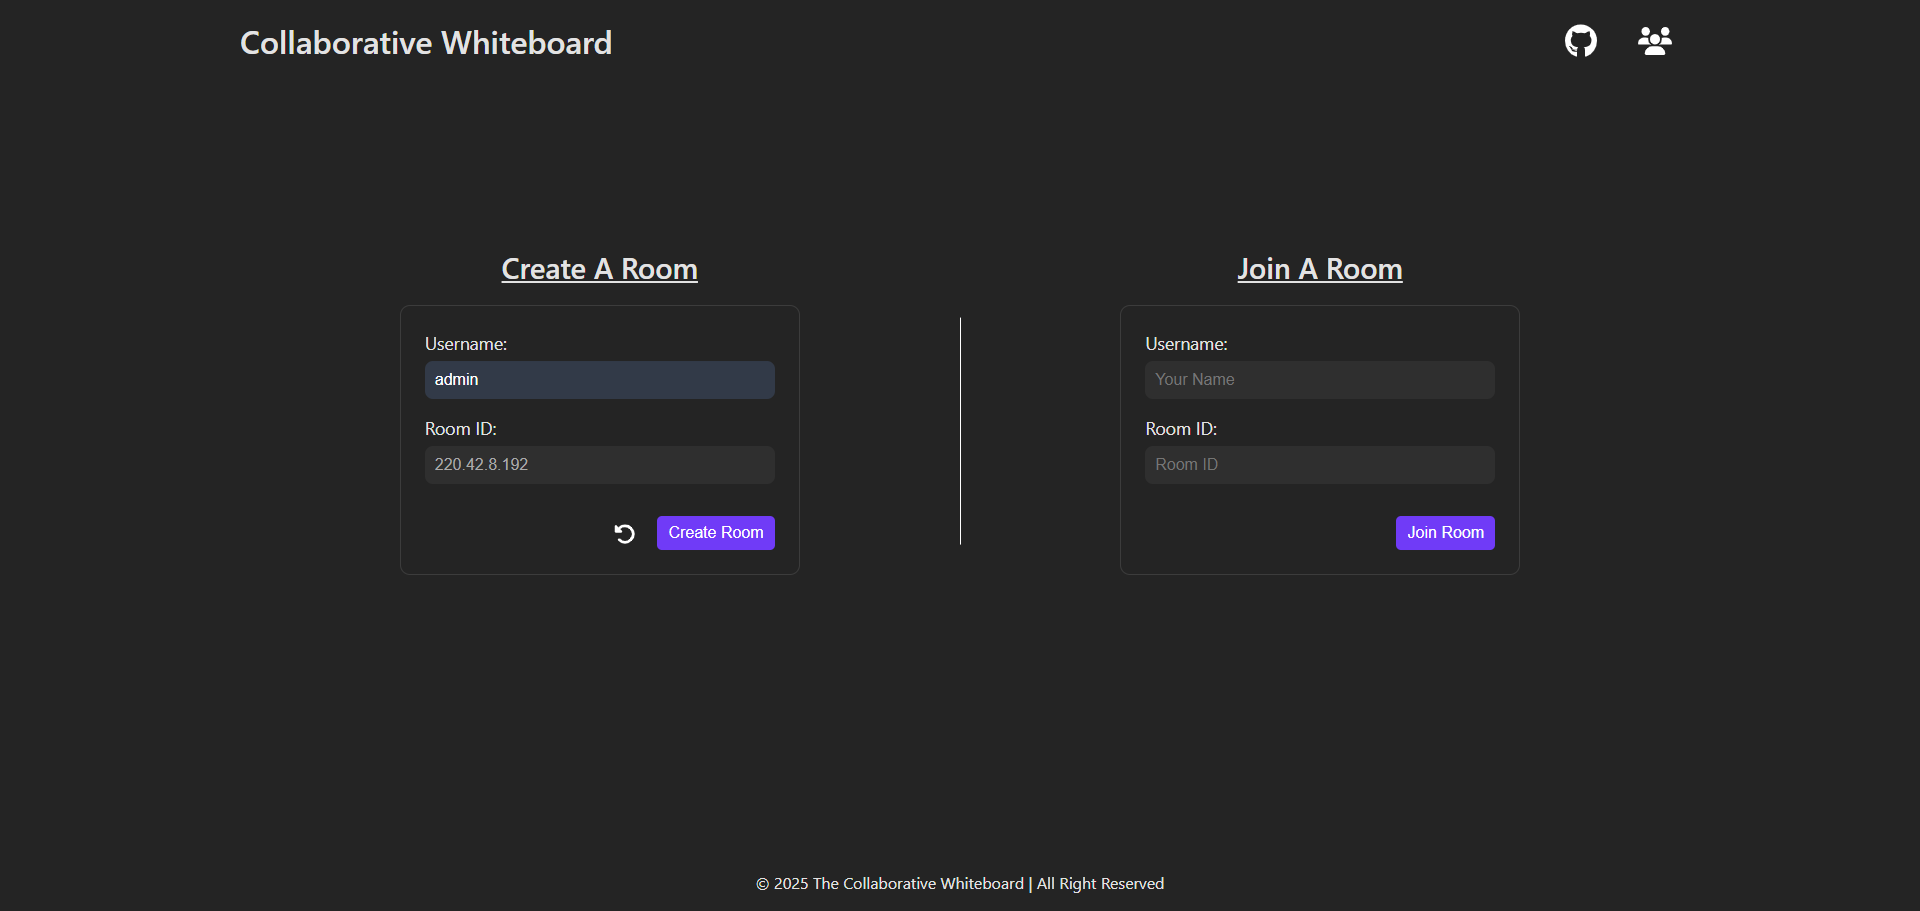 Collaborative Whiteboard
Create A Room
Username:
admin
Room ID:
220.42.8.192
Create Room
Join A Room
Username:
Your Name
Room ID:
Room ID
Join Room
© 2025 The Collaborative Whiteboard | All Right Reserved